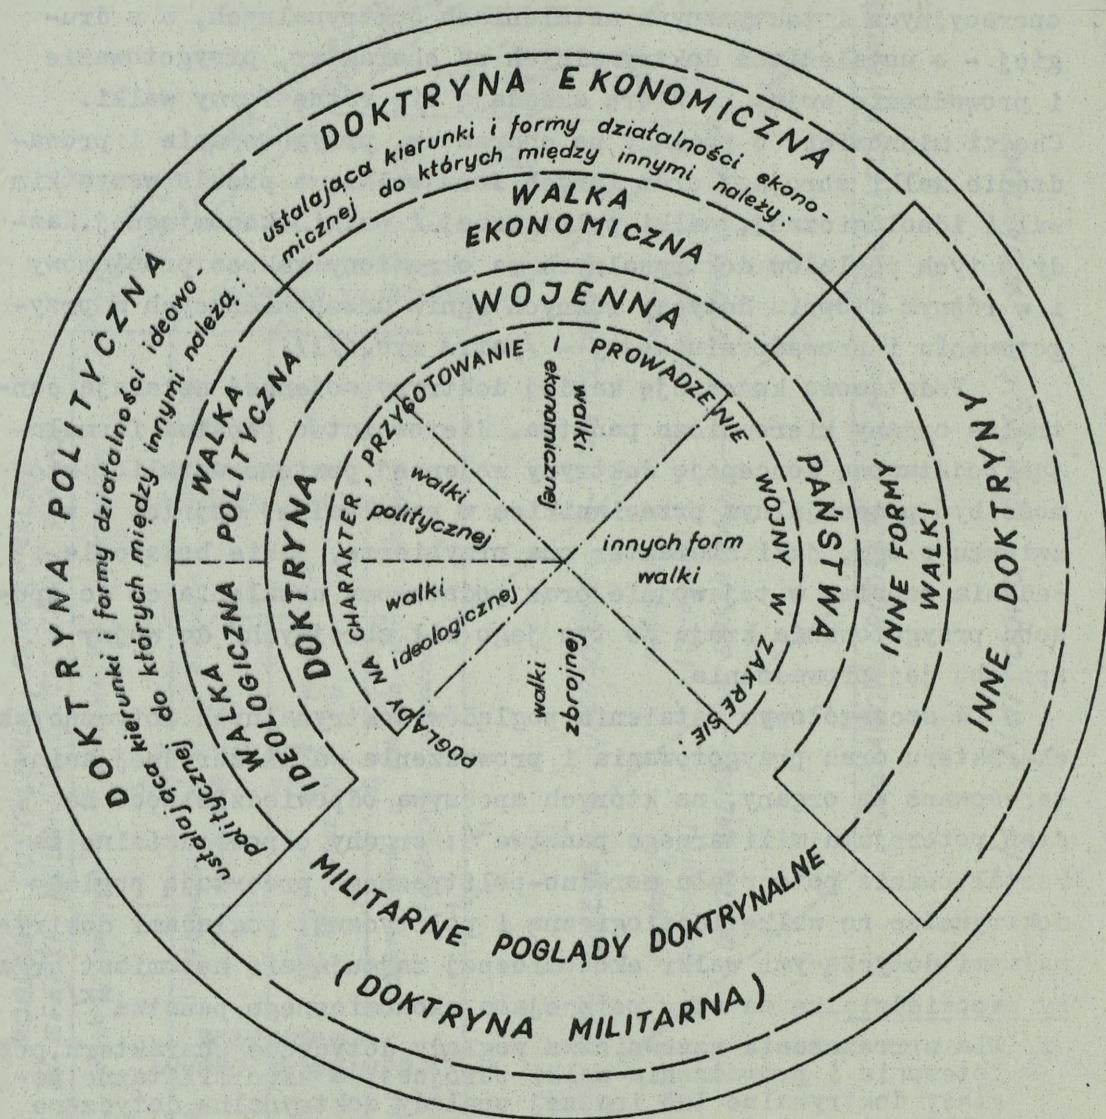 DOKTRYNA EKONOMICZNA
ustalająca kierunki i formy działalności ekono-
micznej do których między innymi należy:
WALKA
EKONOMICZNA
DOKTRYNA POLITYCZNA
ustalająca kierunki i formy działalności ideowo-
politycznej do których między innymi należą:
WALKA
POLITYCZNA
WALKA
IDEOLOGICZNA
DOKRYNA WOJENNA PAŃSTWA
POGLĄDY NA CHARAKTER, PRZYGOTOWANIE I PROWADZENIE WOJNY W ZAKRESIE:
walki
ekonamicznej
walki
politycznej
walki
ideologicznej
innych form
walki
walki
zbrojnej
INNE FORMY
WALKI
INNE DOKRYNY
MILITARNE POGLĄDY DOKTRYNALNE
(DOKTRYNA MILITARNA)